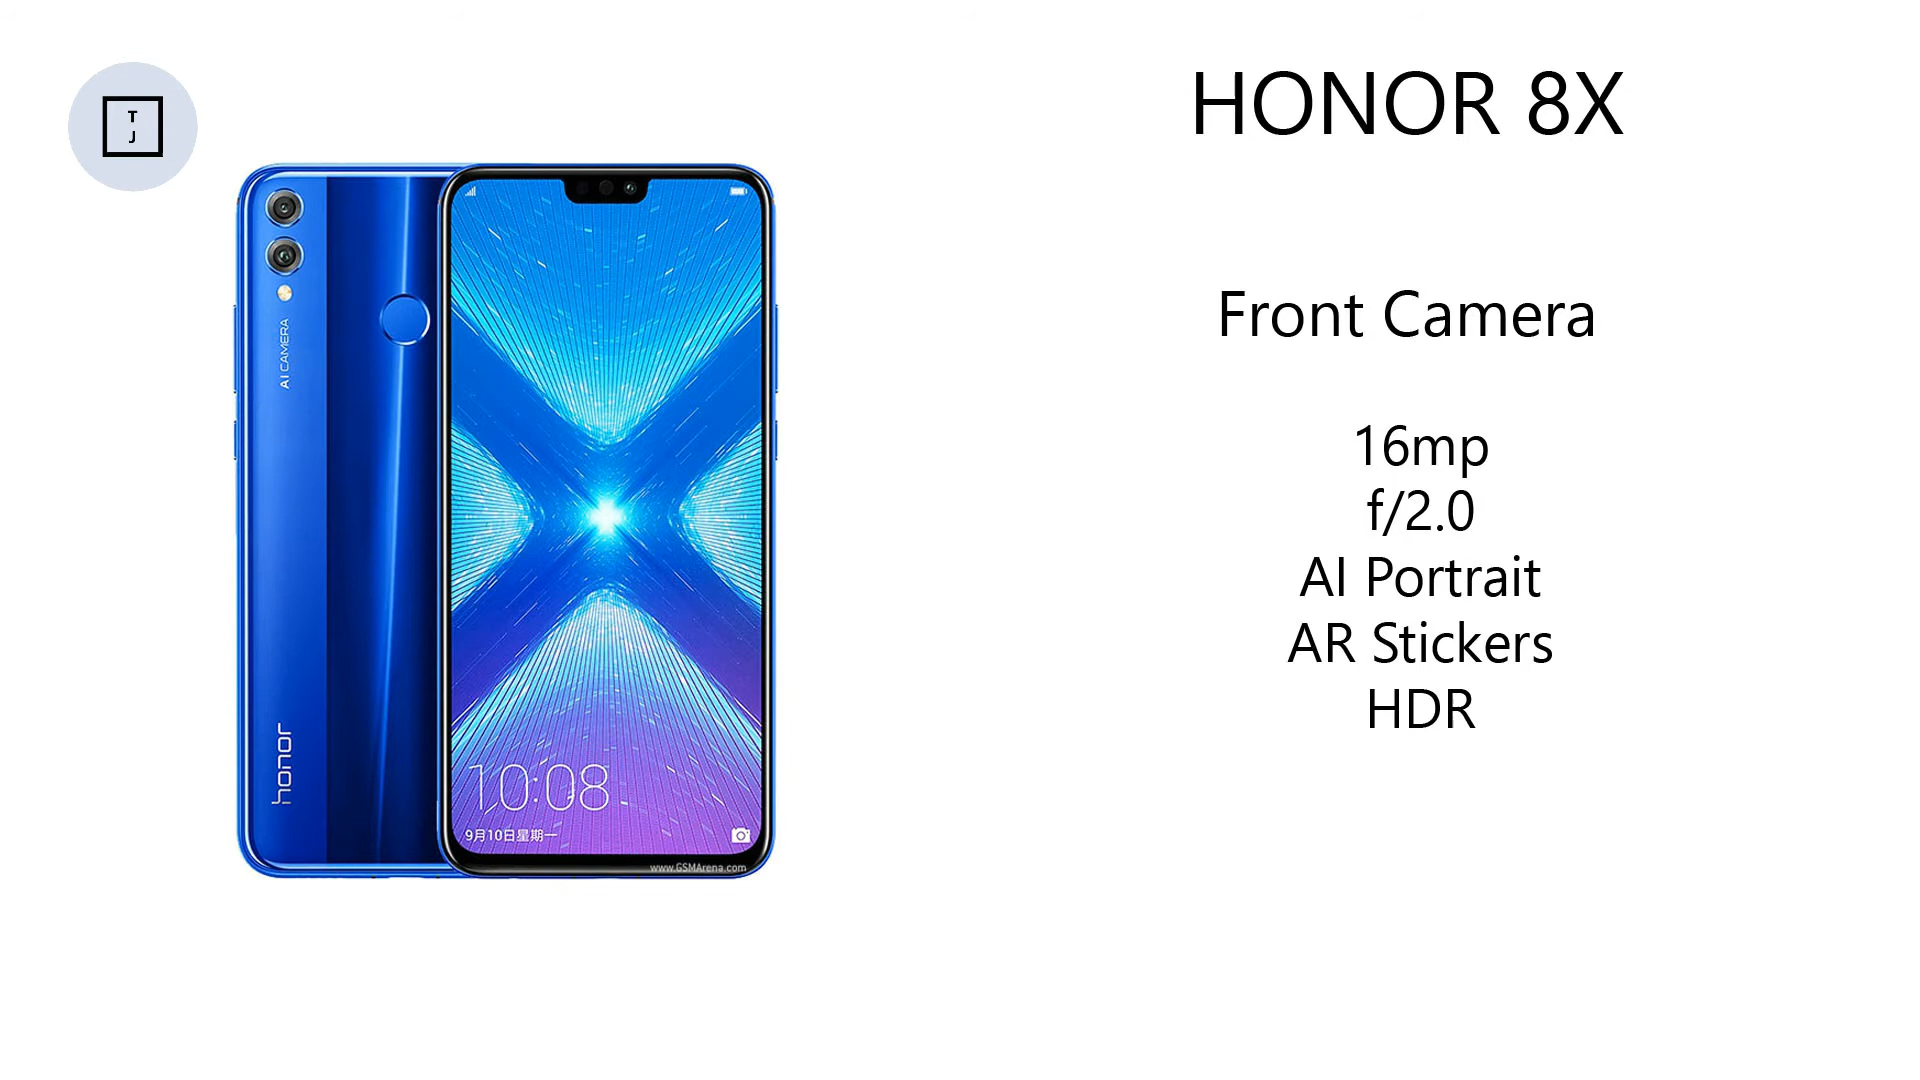 T
J
HONOR 8X
Front Camera
16mp
f/2.0
AI Portrait
AR Stickers
HDR
AI CAMERA
honor
10:08
9月10日星期一
www.GSMArena.com